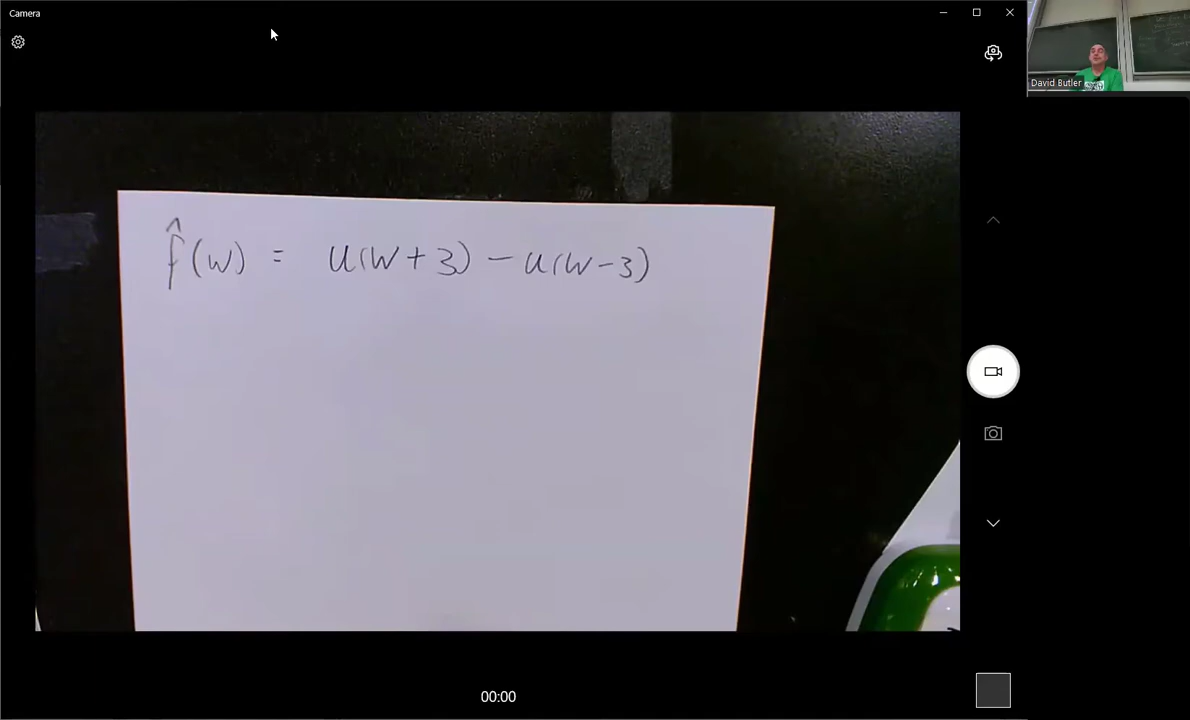 Camera
David Butler
f̂(w) = u(w+3) - u(w-3)
00:00